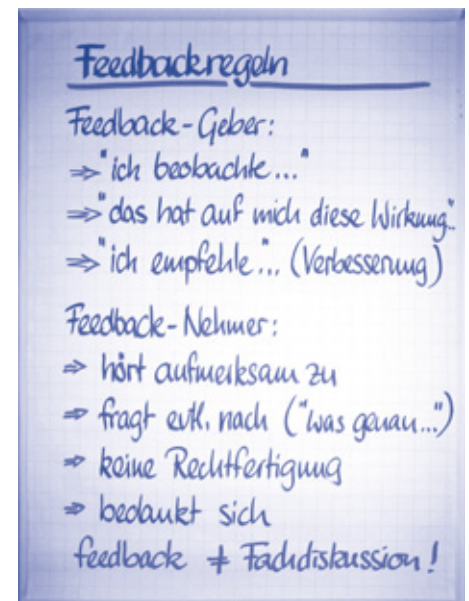 Feedbackregeln
Feedback-Geber:
⇒ "ich beobachte..."
⇒ "das hat auf mich diese Wirkung..."
⇒ "ich empfehle"... (Verbesserung)
Feedback-Nehmer:
⇒ hört aufmerksam zu
⇒ fragt evtl. nach ("was genau...")
⇒ keine Rechtfertigung
⇒ bedankt sich
feedback ≠ Fachdiskussion!